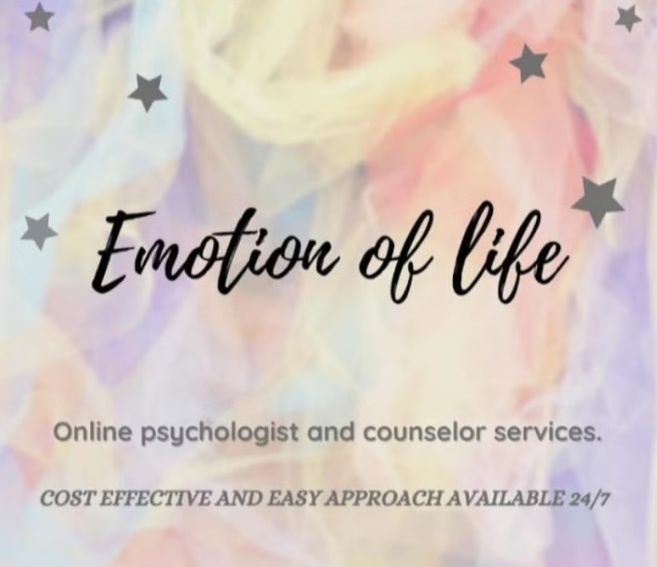 Emotion of life
Online psychologist and counselor services.
COST EFFECTIVE AND EASY APPROACH AVAILABLE 24/7